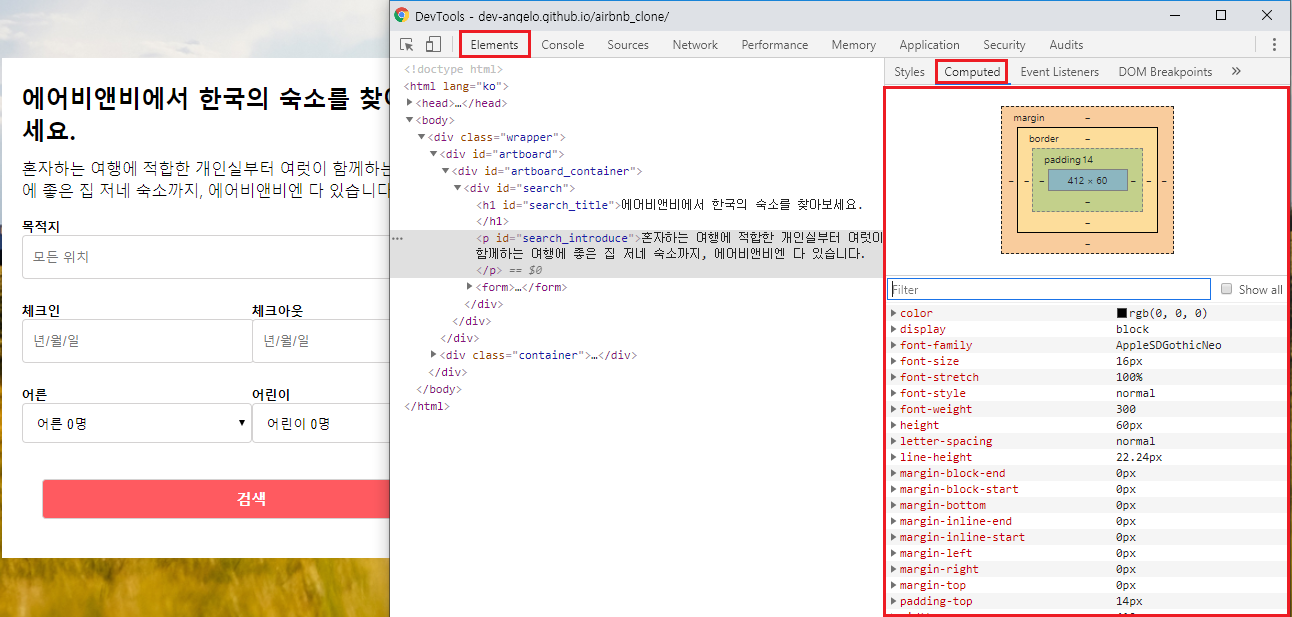 에어비앤비에서 한국의 숙소를 찾아
세요.
혼자하는 여행에 적합한 개인실부터 여럿이 함께하는
에 좋은 집 저네 숙소까지, 에어비앤비엔 다 있습니다
목적지
모든 위치
체크인 체크아웃
년/월/일 년/월/일
어른 어린이
어른 0명 어린이 0명
검색
DevTools - dev-angelo.github.io/airbnb_clone/
Elements Console Sources Network Performance Memory Application Security Audits
<!doctype html>
<html lang="ko">
<head>…</head>
<body>
<div class="wrapper">
<div id="artboard">
<div id="artboard_container">
<div id="search">
<h1 id="search_title">에어비앤비에서 한국의 숙소를 찾아보세요.
</h1>
<p id="search_introduce">혼자하는 여행에 적합한 개인실부터 여럿이
함께하는 여행에 좋은 집 저네 숙소까지, 에어비앤비엔 다 있습니다.
</p> == $0
<form>…</form>
</div>
</div>
</div>
<div class="container">…</div>
</div>
</body>
</html>
Styles Computed Event Listeners DOM Breakpoints »
margin –
border –
padding 14
– – – 412 × 60 – – –
–
–
–
Filter Show all
color rgb(0, 0, 0)
display block
font-family AppleSDGothicNeo
font-size 16px
font-stretch 100%
font-style normal
font-weight 300
height 60px
letter-spacing normal
line-height 22.24px
margin-block-end 0px
margin-block-start 0px
margin-bottom 0px
margin-inline-end 0px
margin-inline-start 0px
margin-left 0px
margin-right 0px
margin-top 0px
padding-top 14px